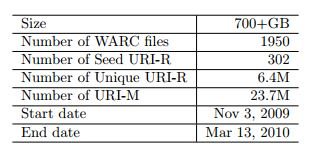 Size 700+GB
Number of WARC files 1950
Number of Seed URI-R 302
Number of Unique URI-R 6.4M
Number of URI-M 23.7M
Start date Nov 3, 2009
End date Mar 13, 2010